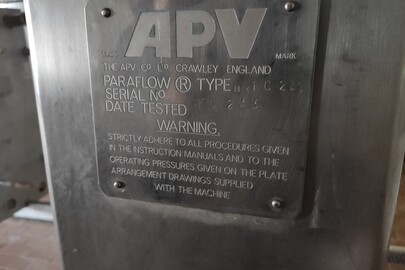 APV
MARK
THE APV Co. LD CRAWLEY ENGLAND
PARAFLOW ® TYPE
SERIAL No
DATE TESTED
WARNING.
STRICTLY ADHERE TO ALL PROCEDURES GIVEN
IN THE INSTRUCTION MANUALS AND TO THE
OPERATING PRESSURES GIVEN ON THE PLATE
ARRANGEMENT DRAWINGS SUPPLIED
WITH THE MACHINE